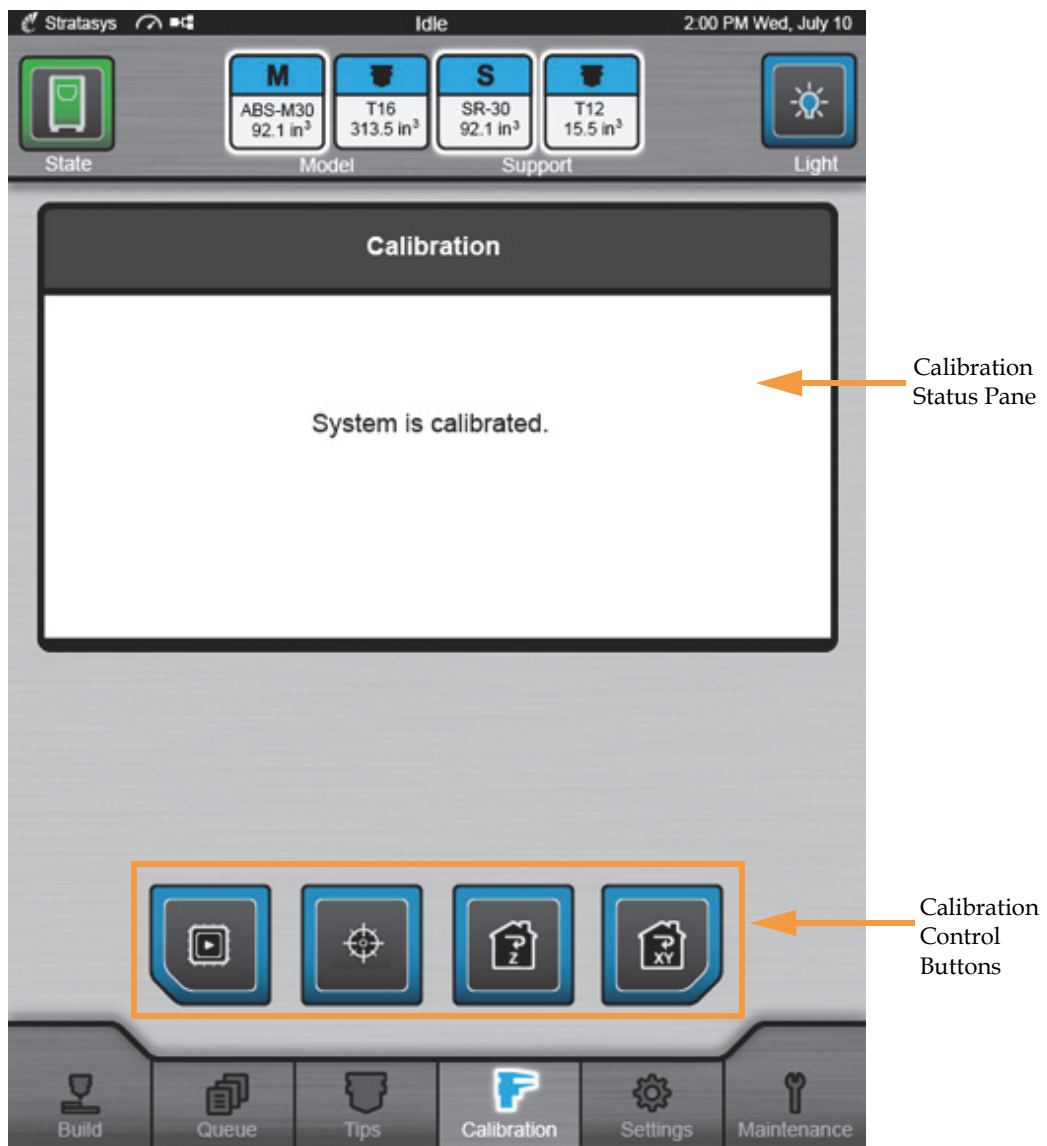 Stratasys Idle 2:00 PM Wed, July 10
M S
ABS-M30 T16 SR-30 T12
92.1 in³ 313.5 in³ 92.1 in³ 15.5 in³
State Model Support Light
Calibration
Calibration
Status Pane
System is calibrated.
Z XY
Calibration
Control
Buttons
Build Queue Tips Calibration Settings Maintenance